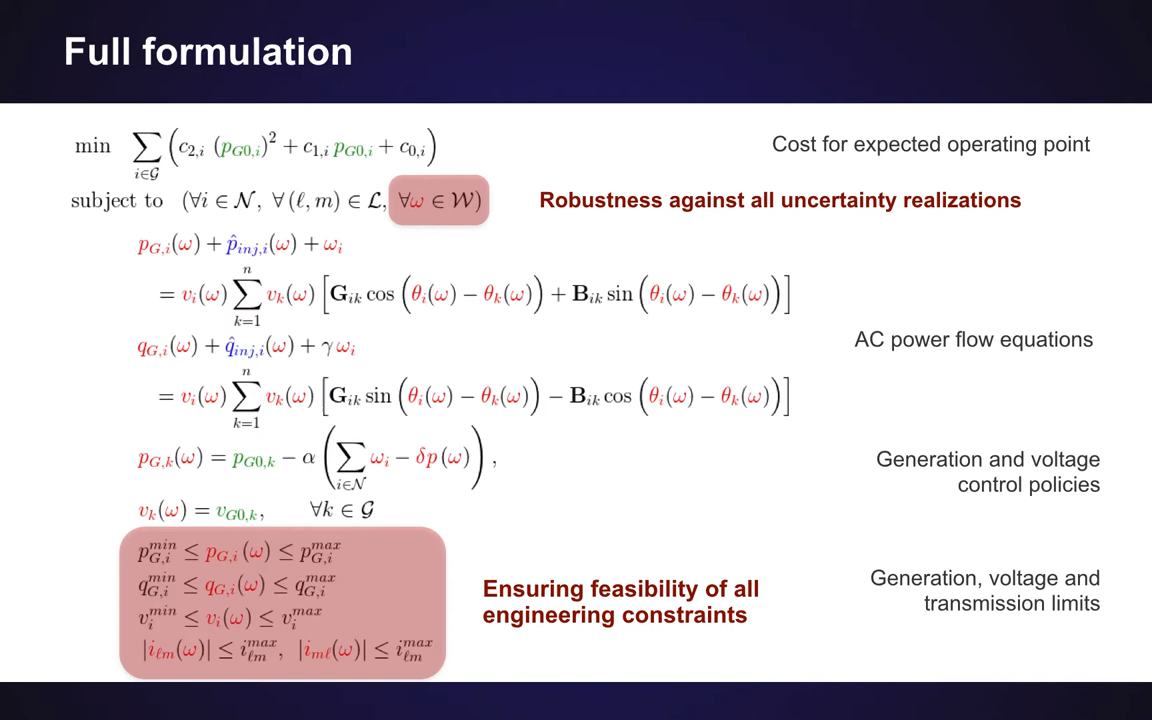 Full formulation
min ∑_{i∈𝒢} (c_{2,i} (p_{G0,i})² + c_{1,i} p_{G0,i} + c_{0,i})
Cost for expected operating point
subject to (∀i ∈ 𝒩, ∀(ℓ, m) ∈ ℒ, ∀ω ∈ 𝒲)
Robustness against all uncertainty realizations
p_{G,i}(ω) + p̂_{inj,i}(ω) + ω_i
= v_i(ω) ∑_{k=1}^{n} v_k(ω) [G_{ik} cos(θ_i(ω) − θ_k(ω)) + B_{ik} sin(θ_i(ω) − θ_k(ω))]
q_{G,i}(ω) + q̂_{inj,i}(ω) + γ ω_i
AC power flow equations
= v_i(ω) ∑_{k=1}^{n} v_k(ω) [G_{ik} sin(θ_i(ω) − θ_k(ω)) − B_{ik} cos(θ_i(ω) − θ_k(ω))]
p_{G,k}(ω) = p_{G0,k} − α (∑_{i∈𝒩} ω_i − δp(ω)),
Generation and voltage
control policies
v_k(ω) = v_{G0,k}, ∀k ∈ 𝒢
p_{G,i}^{min} ≤ p_{G,i}(ω) ≤ p_{G,i}^{max}
q_{G,i}^{min} ≤ q_{G,i}(ω) ≤ q_{G,i}^{max}
v_i^{min} ≤ v_i(ω) ≤ v_i^{max}
|i_{ℓm}(ω)| ≤ i_{ℓm}^{max}, |i_{mℓ}(ω)| ≤ i_{ℓm}^{max}
Ensuring feasibility of all
engineering constraints
Generation, voltage and
transmission limits